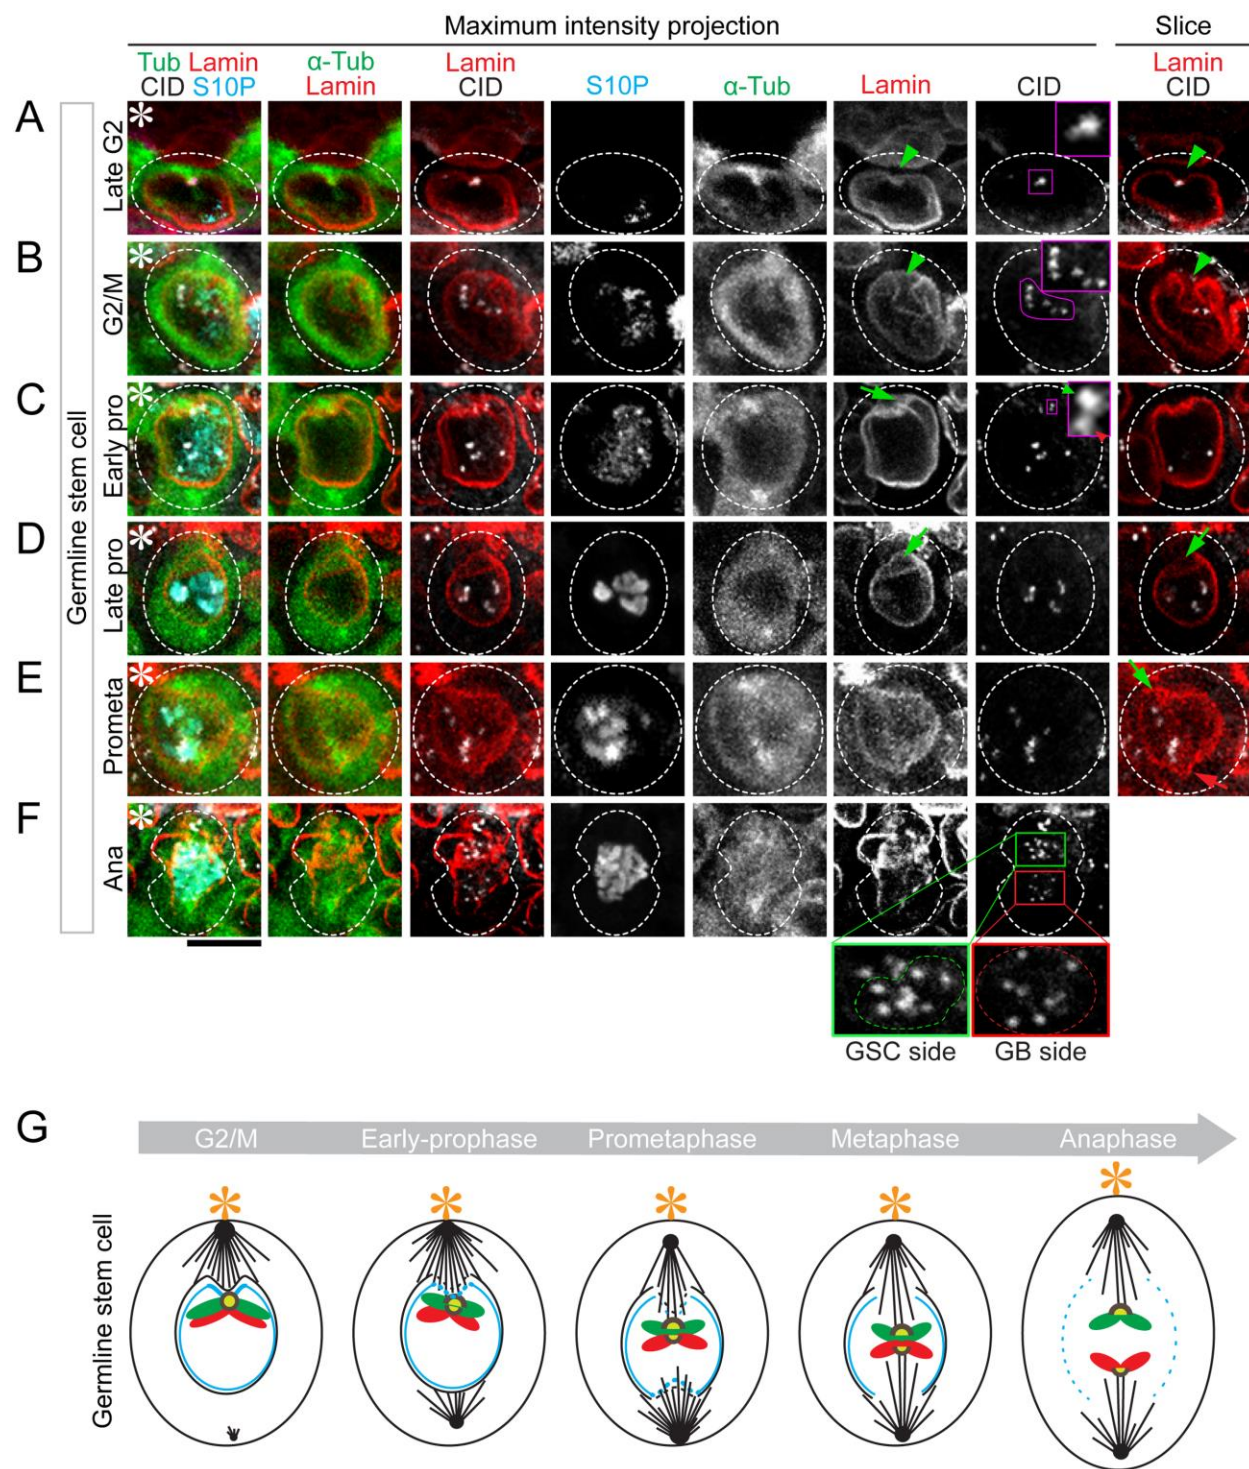 Maximum intensity projection
Slice
Tub Lamin
CID S10P
α-Tub
Lamin
Lamin
CID
S10P
α-Tub
Lamin
CID
Lamin
CID
Germline stem cell
A
Late G2
B
G2/M
C
Early pro
D
Late pro
E
Prometa
F
Ana
GSC side
GB side
G
G2/M
Early-prophase
Prometaphase
Metaphase
Anaphase
Germline stem cell